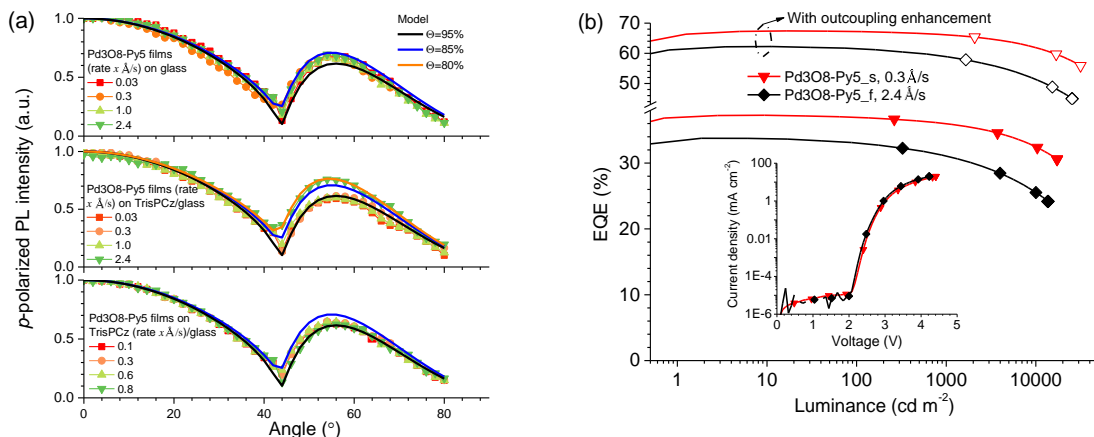 (a)
p-polarized PL intensity (a.u.)
1.0
0.5
0.0
Pd3O8-Py5 films
(rate x Å/s) on glass
0.03
0.3
1.0
2.4
Model
Θ=95%
Θ=85%
Θ=80%
1.0
0.5
0.0
Pd3O8-Py5 films (rate
x Å/s) on TrisPCz/glass
0.03
0.3
1.0
2.4
1.0
0.5
0.0
Pd3O8-Py5 films on
TrisPCz (rate x Å/s)/glass
0.1
0.3
0.6
0.8
0 20 40 60 80
Angle (°)
(b)
EQE (%)
70
60
50
30
20
10
0
With outcoupling enhancement
Pd3O8-Py5_s, 0.3 Å/s
Pd3O8-Py5_f, 2.4 Å/s
Current density (mA cm-2)
100
1
0.01
1E-4
1E-6
0 1 2 3 4 5
Voltage (V)
1 10 100 1000 10000
Luminance (cd m-2)